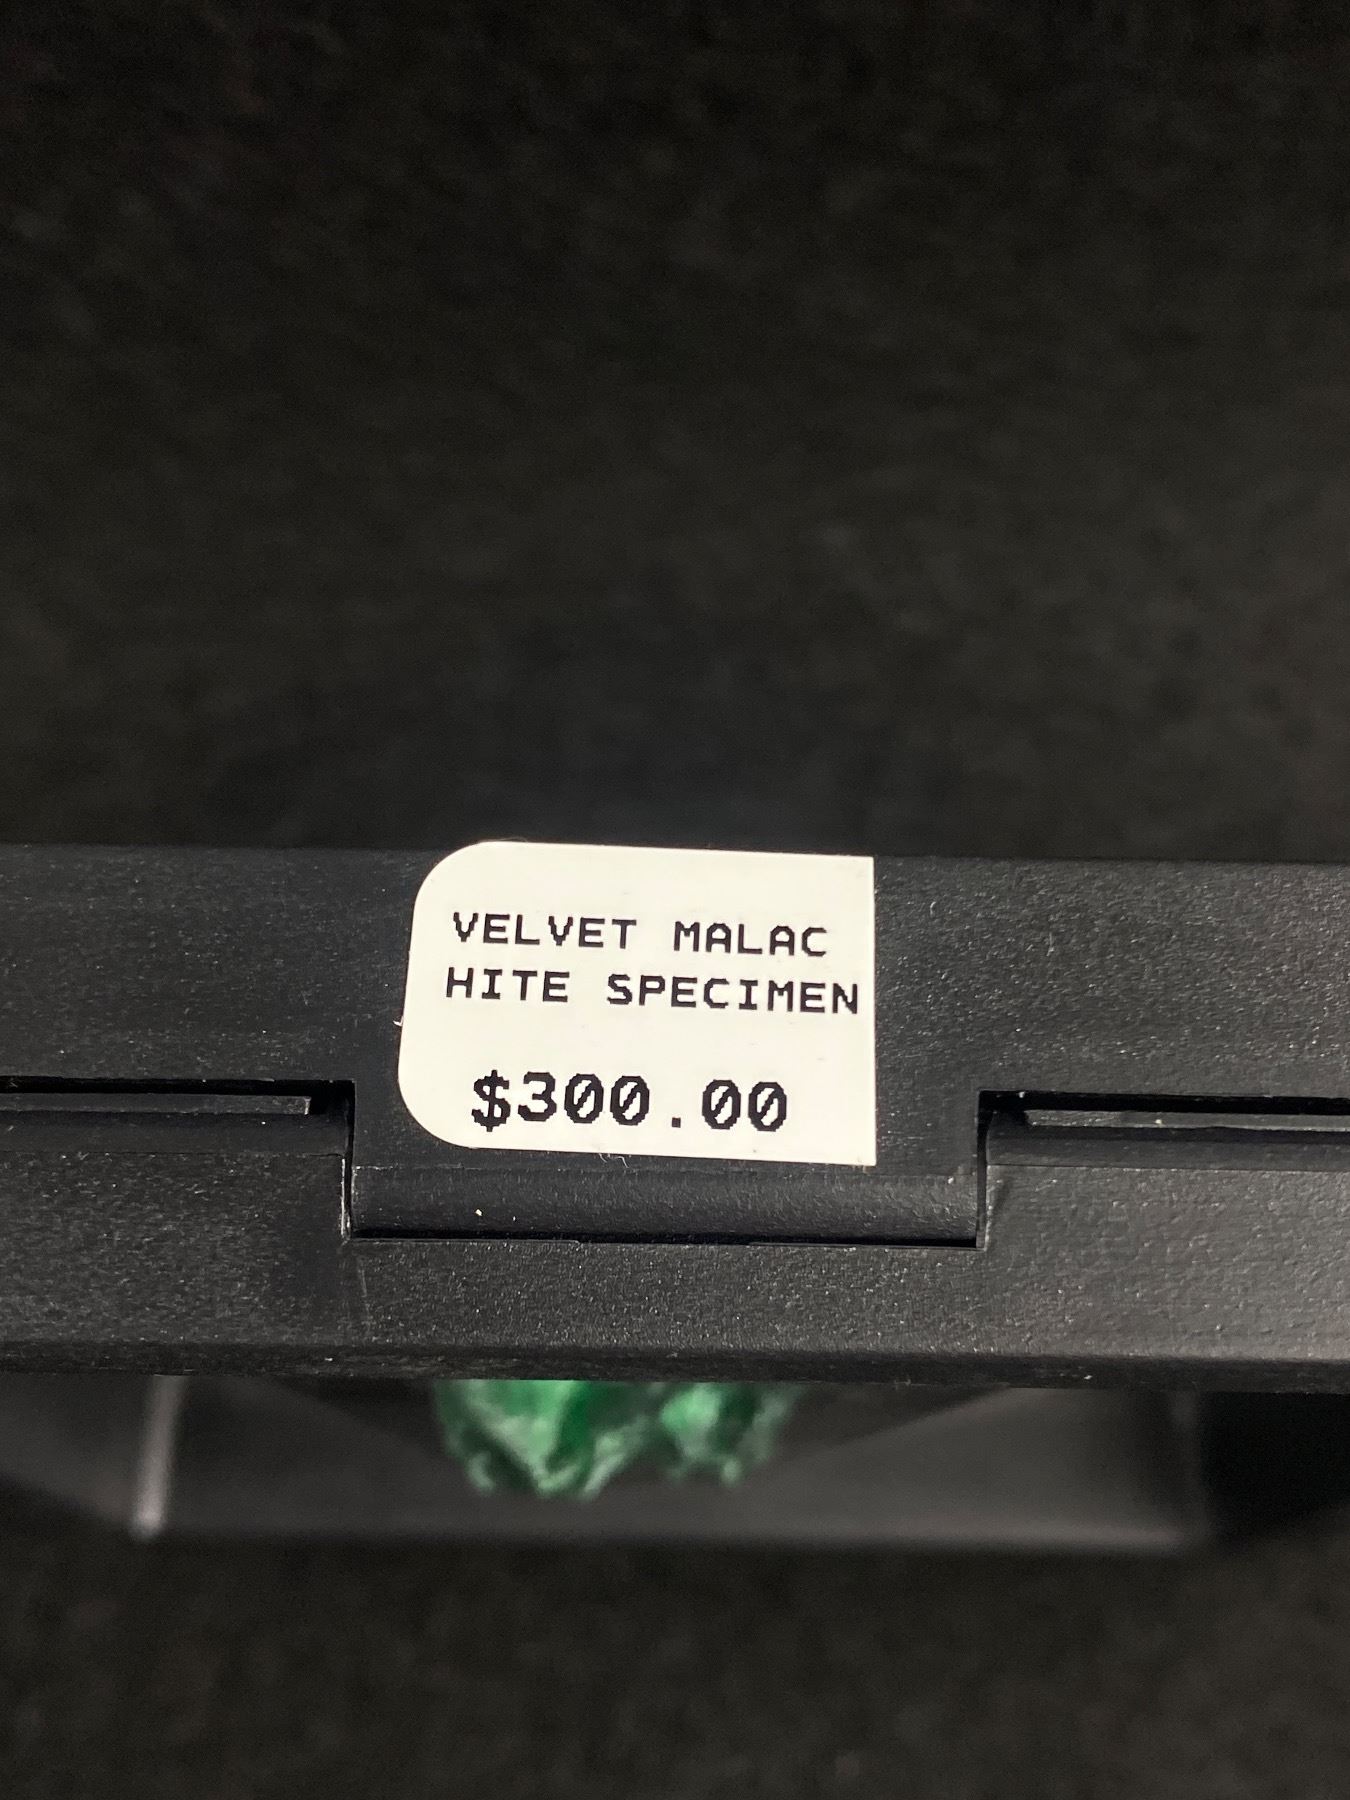 VELVET MALAC
HITE SPECIMEN
$300.00